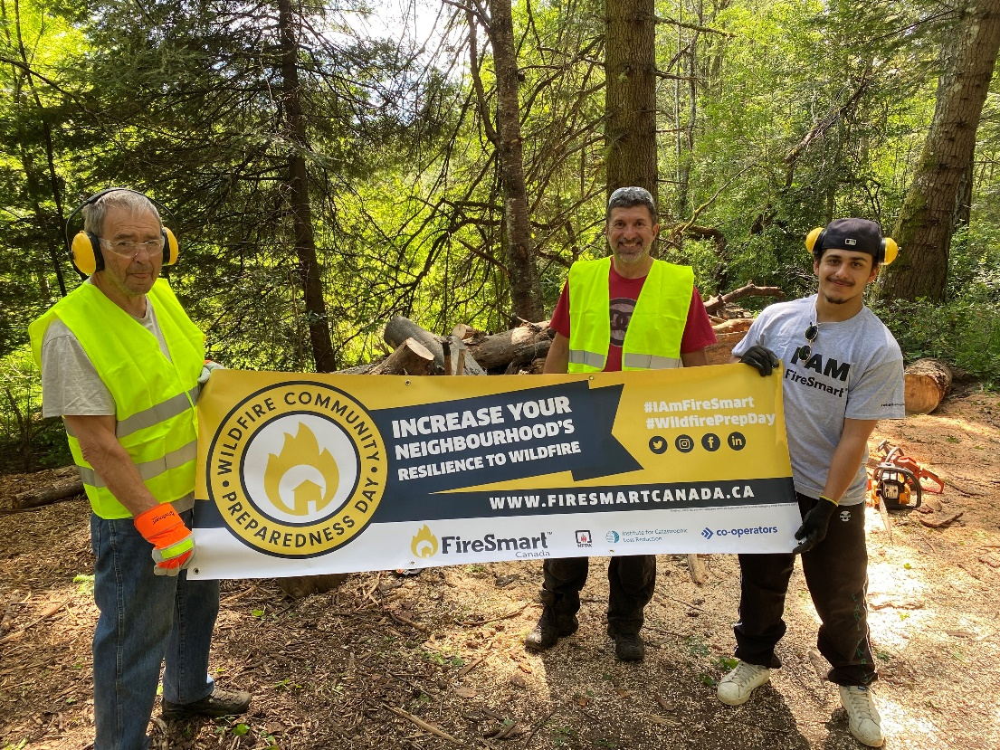 WILDFIRE COMMUNITY
PREPAREDNESS DAY
INCREASE YOUR
NEIGHBOURHOOD'S
RESILIENCE TO WILDFIRE
#IAmFireSmart
#WildfirePrepDay
WWW.FIRESMARTCANADA.CA
FireSmart™
Canada
NFPA
Institute for Catastrophic
Loss Reduction
co-operators
I AM
FireSmart